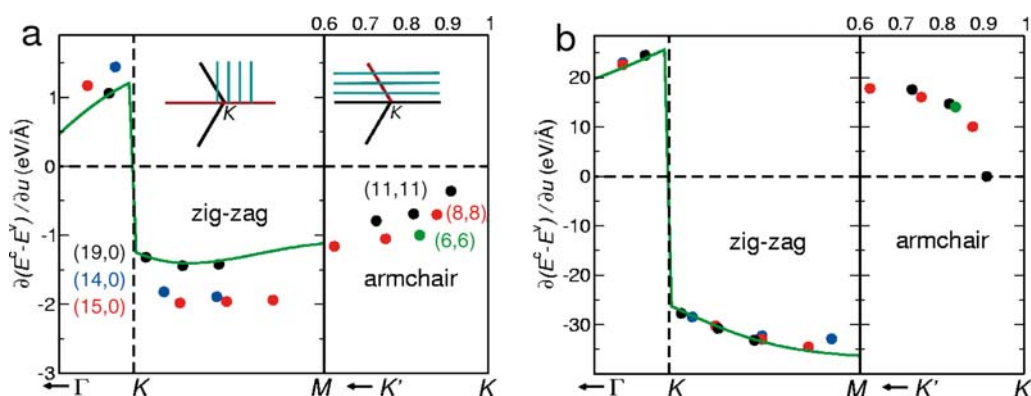 a
0.6 0.7 0.8 0.9 1
∂(E^c-E^v) / ∂u (eV/Å)
1
0
-1
-2
-3
K
K
zig-zag
(11,11)
(8,8)
(6,6)
armchair
(19,0)
(14,0)
(15,0)
← Γ K M ← K' K
b
0.6 0.7 0.8 0.9 1
∂(E^c-E^v) / ∂u (eV/Å)
20
10
0
-10
-20
-30
zig-zag
armchair
← Γ K M ← K' K